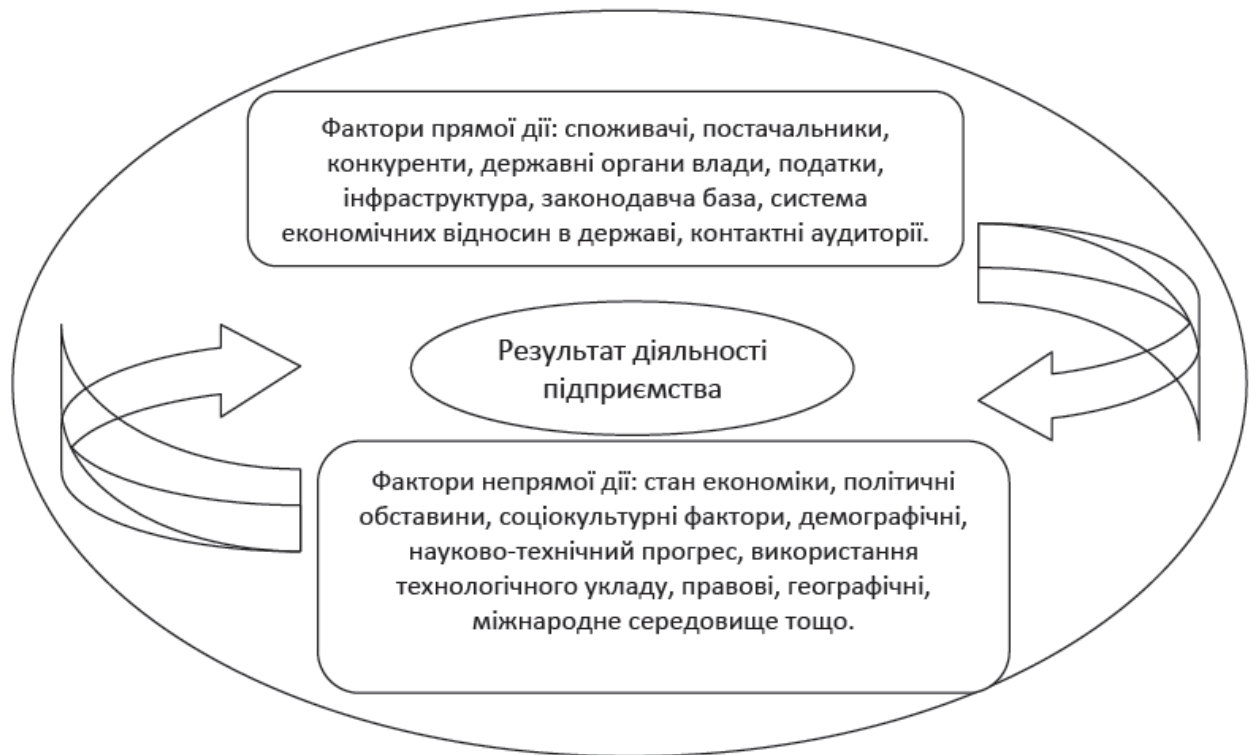 Фактори прямої дії: споживачі, постачальники,
конкуренти, державні органи влади, податки,
інфраструктура, законодавча база, система
економічних відносин в державі, контактні аудиторії.
Результат діяльності
підприємства
Фактори непрямої дії: стан економіки, політичні
обставини, соціокультурні фактори, демографічні,
науково-технічний прогрес, використання
технологічного укладу, правові, географічні,
міжнародне середовище тощо.